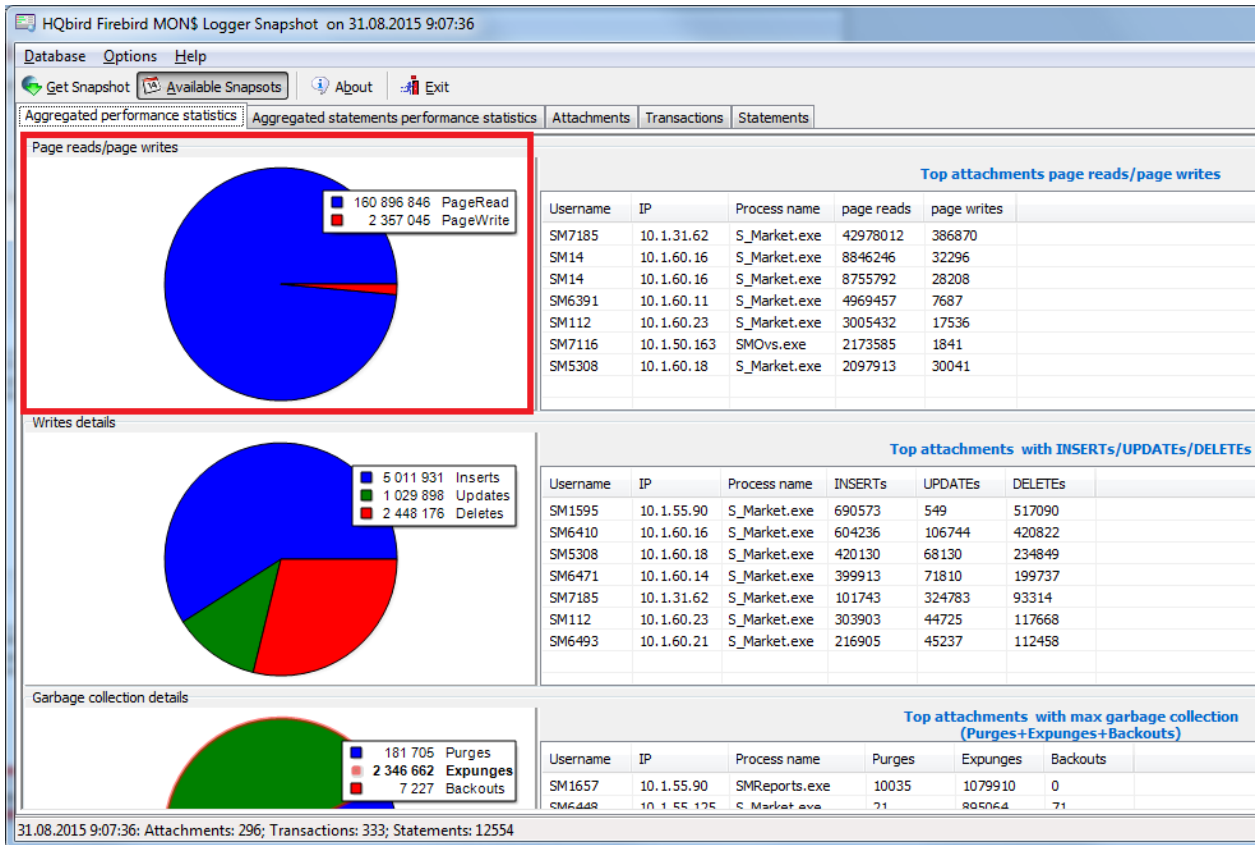 HQbird Firebird MON$ Logger Snapshot on 31.08.2015 9:07:36
Database Options Help
Get Snapshot Available Snapsots About Exit
Aggregated performance statistics Aggregated statements performance statistics Attachments Transactions Statements
Page reads/page writes
160 896 846 PageRead
2 357 045 PageWrite
Top attachments page reads/page writes
Username IP Process name page reads page writes
SM7185 10.1.31.62 S_Market.exe 42978012 386870
SM14 10.1.60.16 S_Market.exe 8846246 32296
SM14 10.1.60.16 S_Market.exe 8755792 28208
SM6391 10.1.60.11 S_Market.exe 4969457 7687
SM112 10.1.60.23 S_Market.exe 3005432 17536
SM7116 10.1.50.163 SMOvs.exe 2173585 1841
SM5308 10.1.60.18 S_Market.exe 2097913 30041
Writes details
5 011 931 Inserts
1 029 898 Updates
2 448 176 Deletes
Top attachments with INSERTs/UPDATEs/DELETEs
Username IP Process name INSERTs UPDATEs DELETEs
SM1595 10.1.55.90 S_Market.exe 690573 549 517090
SM6410 10.1.60.16 S_Market.exe 604236 106744 420822
SM5308 10.1.60.18 S_Market.exe 420130 68130 234849
SM6471 10.1.60.14 S_Market.exe 399913 71810 199737
SM7185 10.1.31.62 S_Market.exe 101743 324783 93314
SM112 10.1.60.23 S_Market.exe 303903 44725 117668
SM6493 10.1.60.21 S_Market.exe 216905 45237 112458
Garbage collection details
181 705 Purges
2 346 662 Expunges
7 227 Backouts
Top attachments with max garbage collection
(Purges+Expunges+Backouts)
Username IP Process name Purges Expunges Backouts
SM1657 10.1.55.90 SMReports.exe 10035 1079910 0
SM6448 10.1.55.125 S_Market.exe 21 895064 71
31.08.2015 9:07:36: Attachments: 296; Transactions: 333; Statements: 12554